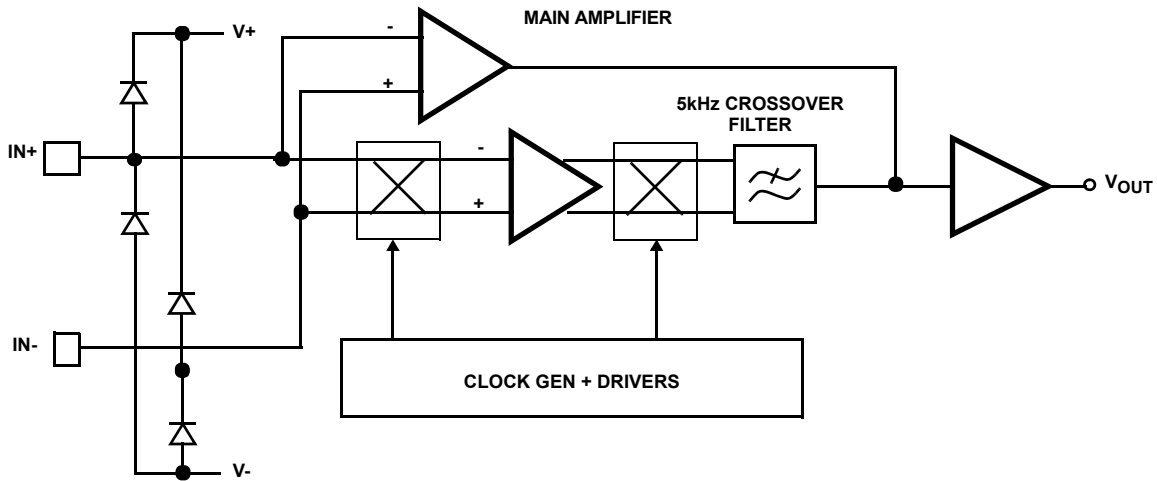 MAIN AMPLIFIER
V+
-
+
5kHz CROSSOVER
FILTER
IN+
-
+
VOUT
IN-
CLOCK GEN + DRIVERS
V-